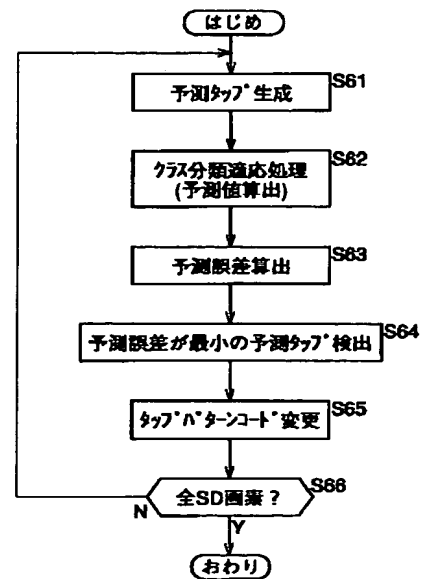 はじめ
予測タップ生成
S61
クラス分類適応処理
(予測値算出)
S62
予測誤差算出
S63
予測誤差が最小の予測タップ検出
S64
タップパターンコード変更
S65
全SD画素?
S66
N
Y
おわり